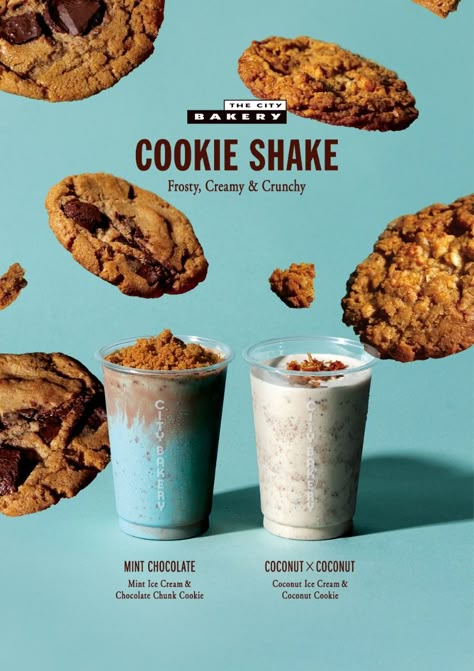 THE CITY
BAKERY
COOKIE SHAKE
Frosty, Creamy & Crunchy
CITY BAKERY
CITY BAKERY
MINT CHOCOLATE
Mint Ice Cream &
Chocolate Chunk Cookie
COCONUT × COCONUT
Coconut Ice Cream &
Coconut Cookie